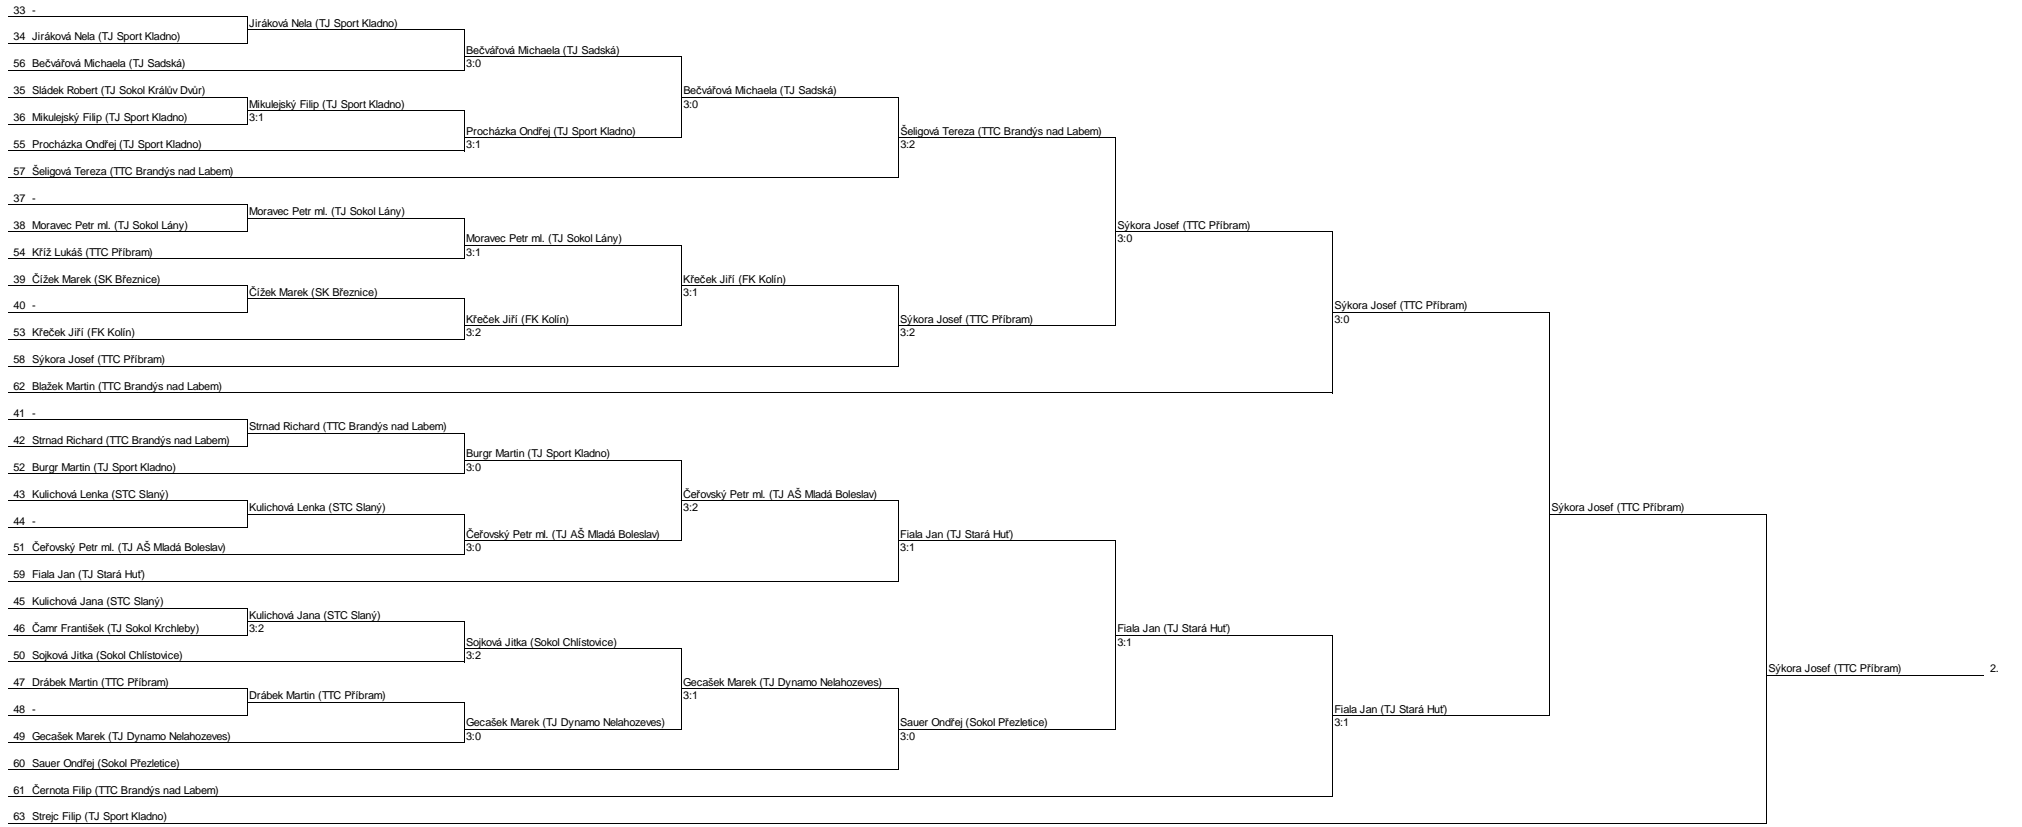 33 -
Jiráková Nela (TJ Sport Kladno)
34 Jiráková Nela (TJ Sport Kladno)
Bečvářová Michaela (TJ Sadská)
56 Bečvářová Michaela (TJ Sadská)
3:0
35 Sládek Robert (TJ Sokol Králův Dvůr)
Bečvářová Michaela (TJ Sadská)
Mikulejský Filip (TJ Sport Kladno)
3:0
36 Mikulejský Filip (TJ Sport Kladno)
3:1
Procházka Ondřej (TJ Sport Kladno)
Šeligová Tereza (TTC Brandýs nad Labem)
55 Procházka Ondřej (TJ Sport Kladno)
3:1
3:2
57 Šeligová Tereza (TTC Brandýs nad Labem)
37 -
Moravec Petr ml. (TJ Sokol Lány)
38 Moravec Petr ml. (TJ Sokol Lány)
Sýkora Josef (TTC Příbram)
Moravec Petr ml. (TJ Sokol Lány)
3:0
54 Kříž Lukáš (TTC Příbram)
3:1
39 Čížek Marek (SK Březnice)
Křeček Jiří (FK Kolín)
Čížek Marek (SK Březnice)
3:1
40 -
Sýkora Josef (TTC Příbram)
Křeček Jiří (FK Kolín)
Sýkora Josef (TTC Příbram)
3:0
53 Křeček Jiří (FK Kolín)
3:2
3:2
58 Sýkora Josef (TTC Příbram)
62 Blažek Martin (TTC Brandýs nad Labem)
41 -
Strnad Richard (TTC Brandýs nad Labem)
42 Strnad Richard (TTC Brandýs nad Labem)
Burgr Martin (TJ Sport Kladno)
52 Burgr Martin (TJ Sport Kladno)
3:0
43 Kulichová Lenka (STC Slaný)
Čeřovský Petr ml. (TJ AŠ Mladá Boleslav)
Kulichová Lenka (STC Slaný)
3:2
Sýkora Josef (TTC Příbram)
44 -
Čeřovský Petr ml. (TJ AŠ Mladá Boleslav)
Fiala Jan (TJ Stará Huť)
51 Čeřovský Petr ml. (TJ AŠ Mladá Boleslav)
3:0
3:1
59 Fiala Jan (TJ Stará Huť)
45 Kulichová Jana (STC Slaný)
Kulichová Jana (STC Slaný)
46 Čamr František (TJ Sokol Krchleby)
3:2
Fiala Jan (TJ Stará Huť)
Sojková Jitka (Sokol Chlístovice)
3:1
50 Sojková Jitka (Sokol Chlístovice)
3:2
Sýkora Josef (TTC Příbram) 2.
47 Drábek Martin (TTC Příbram)
Gecašek Marek (TJ Dynamo Nelahozeves)
Drábek Martin (TTC Příbram)
3:1
48 -
Fiala Jan (TJ Stará Huť)
Gecašek Marek (TJ Dynamo Nelahozeves)
Sauer Ondřej (Sokol Přezletice)
3:1
49 Gecašek Marek (TJ Dynamo Nelahozeves)
3:0
3:0
60 Sauer Ondřej (Sokol Přezletice)
61 Černota Filip (TTC Brandýs nad Labem)
63 Strejc Filip (TJ Sport Kladno)